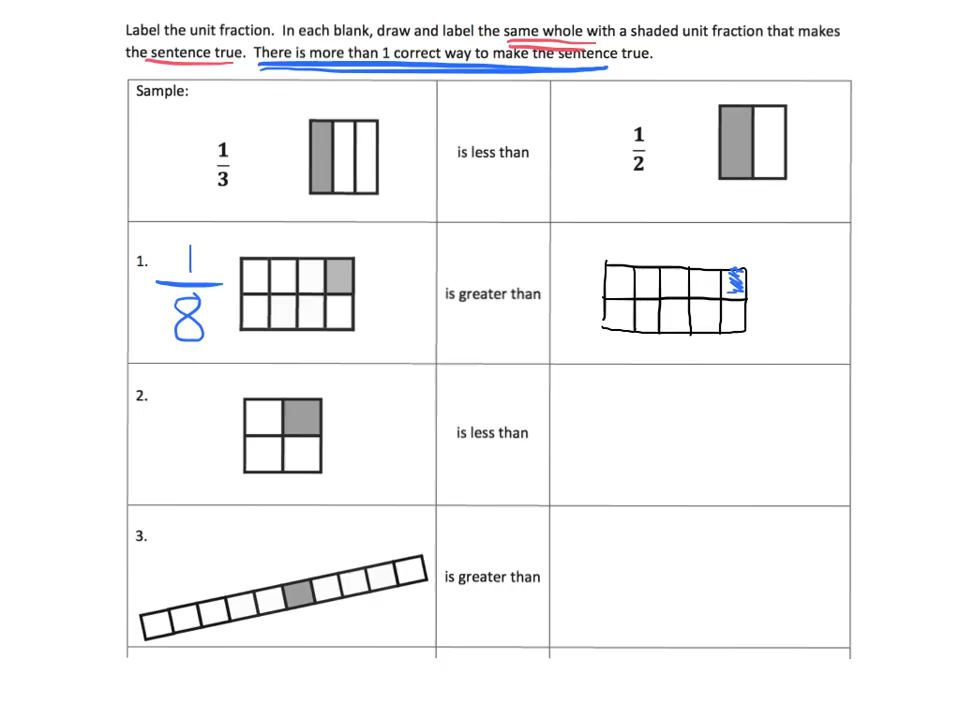 Label the unit fraction. In each blank, draw and label the same whole with a shaded unit fraction that makes
the sentence true. There is more than 1 correct way to make the sentence true.
Sample:
1
3
is less than
1
2
1.
1
8
is greater than
2.
is less than
3.
is greater than